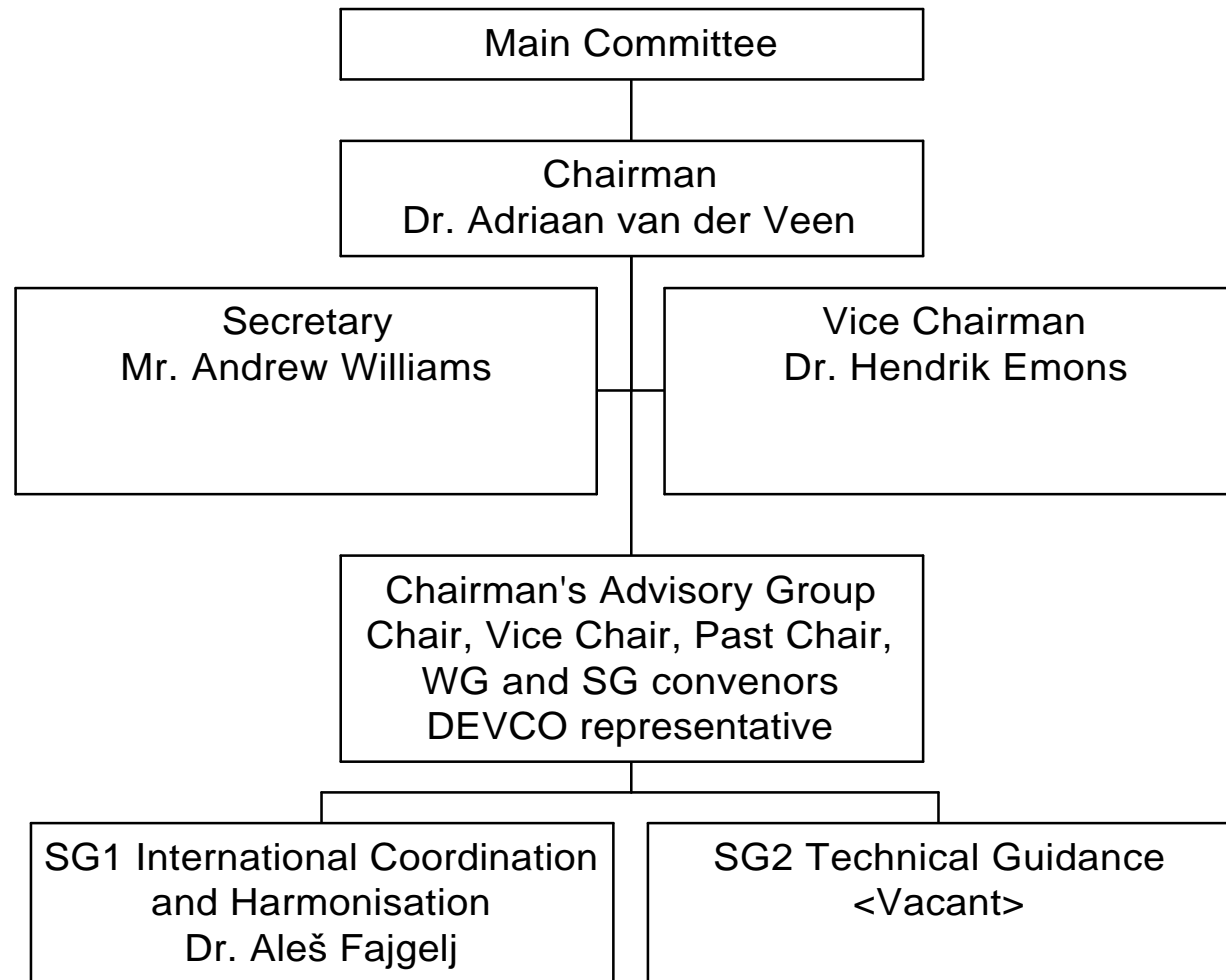 Main Committee
Chairman
Dr. Adriaan van der Veen
Secretary
Mr. Andrew Williams
Vice Chairman
Dr. Hendrik Emons
Chairman's Advisory Group
Chair, Vice Chair, Past Chair,
WG and SG convenors
DEVCO representative
SG1 International Coordination
and Harmonisation
Dr. Aleš Fajgelj
SG2 Technical Guidance
<Vacant>